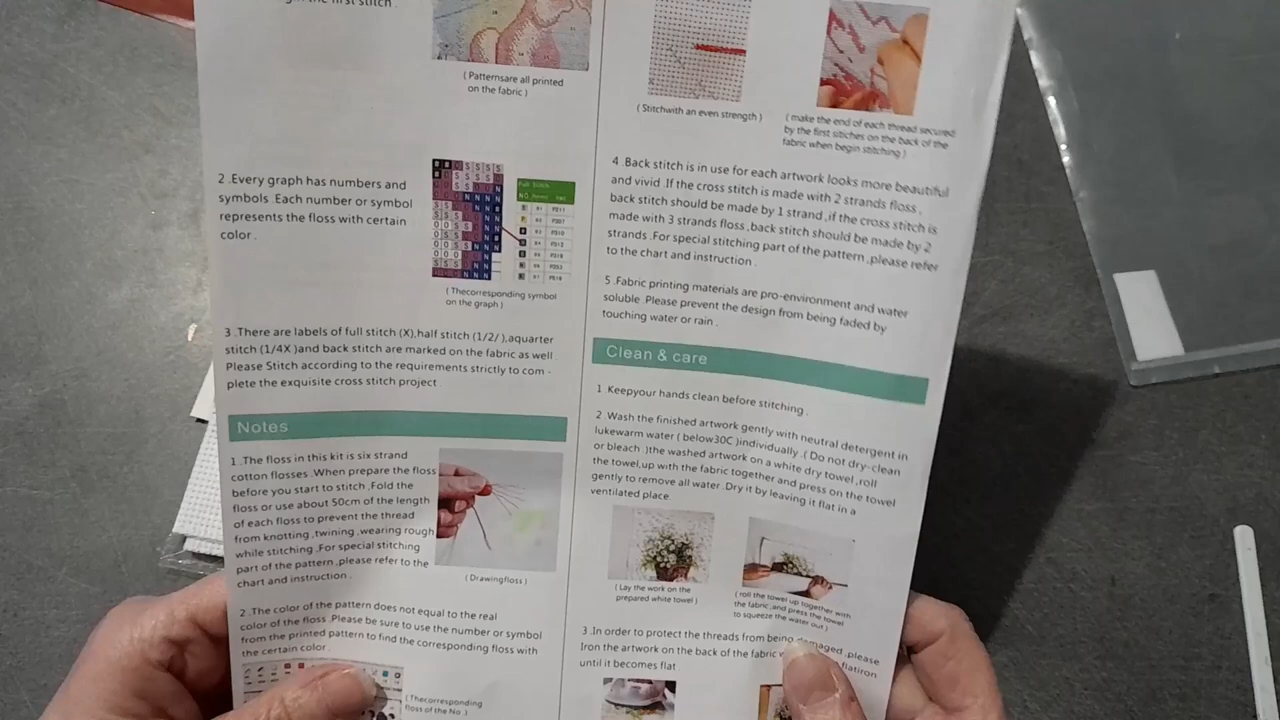 the first stitch .
( Patternsare all printed
on the fabric )
2 .Every graph has numbers and
symbols .Each number or symbol
represents the floss with certain
color .
( Thecorresponding symbol
on the graph )
3 .There are labels of full stitch (X),half stitch (1/2/ ),aquarter
stitch (1/4X )and back stitch are marked on the fabric as well
Please Stitch according to the requirements strictly to com -
plete the exquisite cross stitch project
Notes
1 .The floss in this kit is six strand
cotton flosses .When prepare the floss
before you start to stitch ,Fold the
floss or use about 50cm of the length
of each floss to prevent the thread
from knotting ,twining ,wearing rough
while stitching .For special stitching
part of the pattern ,please refer to the
chart and instruction .
( Drawingfloss )
2 .The color of the pattern does not equal to the real
color of the floss .Please be sure to use the number or symbol
from the printed pattern to find the corresponding floss with
the certain color .
( Thecorresponding
floss of the No .)
( Stitchwith an even strength )
( make the end of each thread secured
by the first stitches on the back of the
fabric when begin stitching )
4 .Back stitch is in use for each artwork looks more beautiful
and vivid .If the cross stitch is made with 2 strands floss ,
back stitch should be made by 1 strand ,if the cross stitch is
made with 3 strands floss ,back stitch should be made by 2
strands .For special stitching part of the pattern ,please refer
to the chart and instruction .
5 .Fabric printing materials are pro-environment and water
soluble .Please prevent the design from being faded by
touching water or rain .
Clean & care
1 .Keepyour hands clean before stitching .
2 .Wash the finished artwork gently with neutral detergent in
lukewarm water ( below30C )individually .( Do not dry-clean
or bleach .)the washed artwork on a white dry towel ,roll
the towel,up with the fabric together and press on the towel
gently to remove all water .Dry it by leaving it flat in a
ventilated place.
( Lay the work on the
prepared white towel )
( roll the towel up together with
the fabric ,and press the towel
to squeeze the water out )
3 .In order to protect the threads from being damaged ,please
Iron the artwork on the back of the fabric flatiron
until it becomes flat